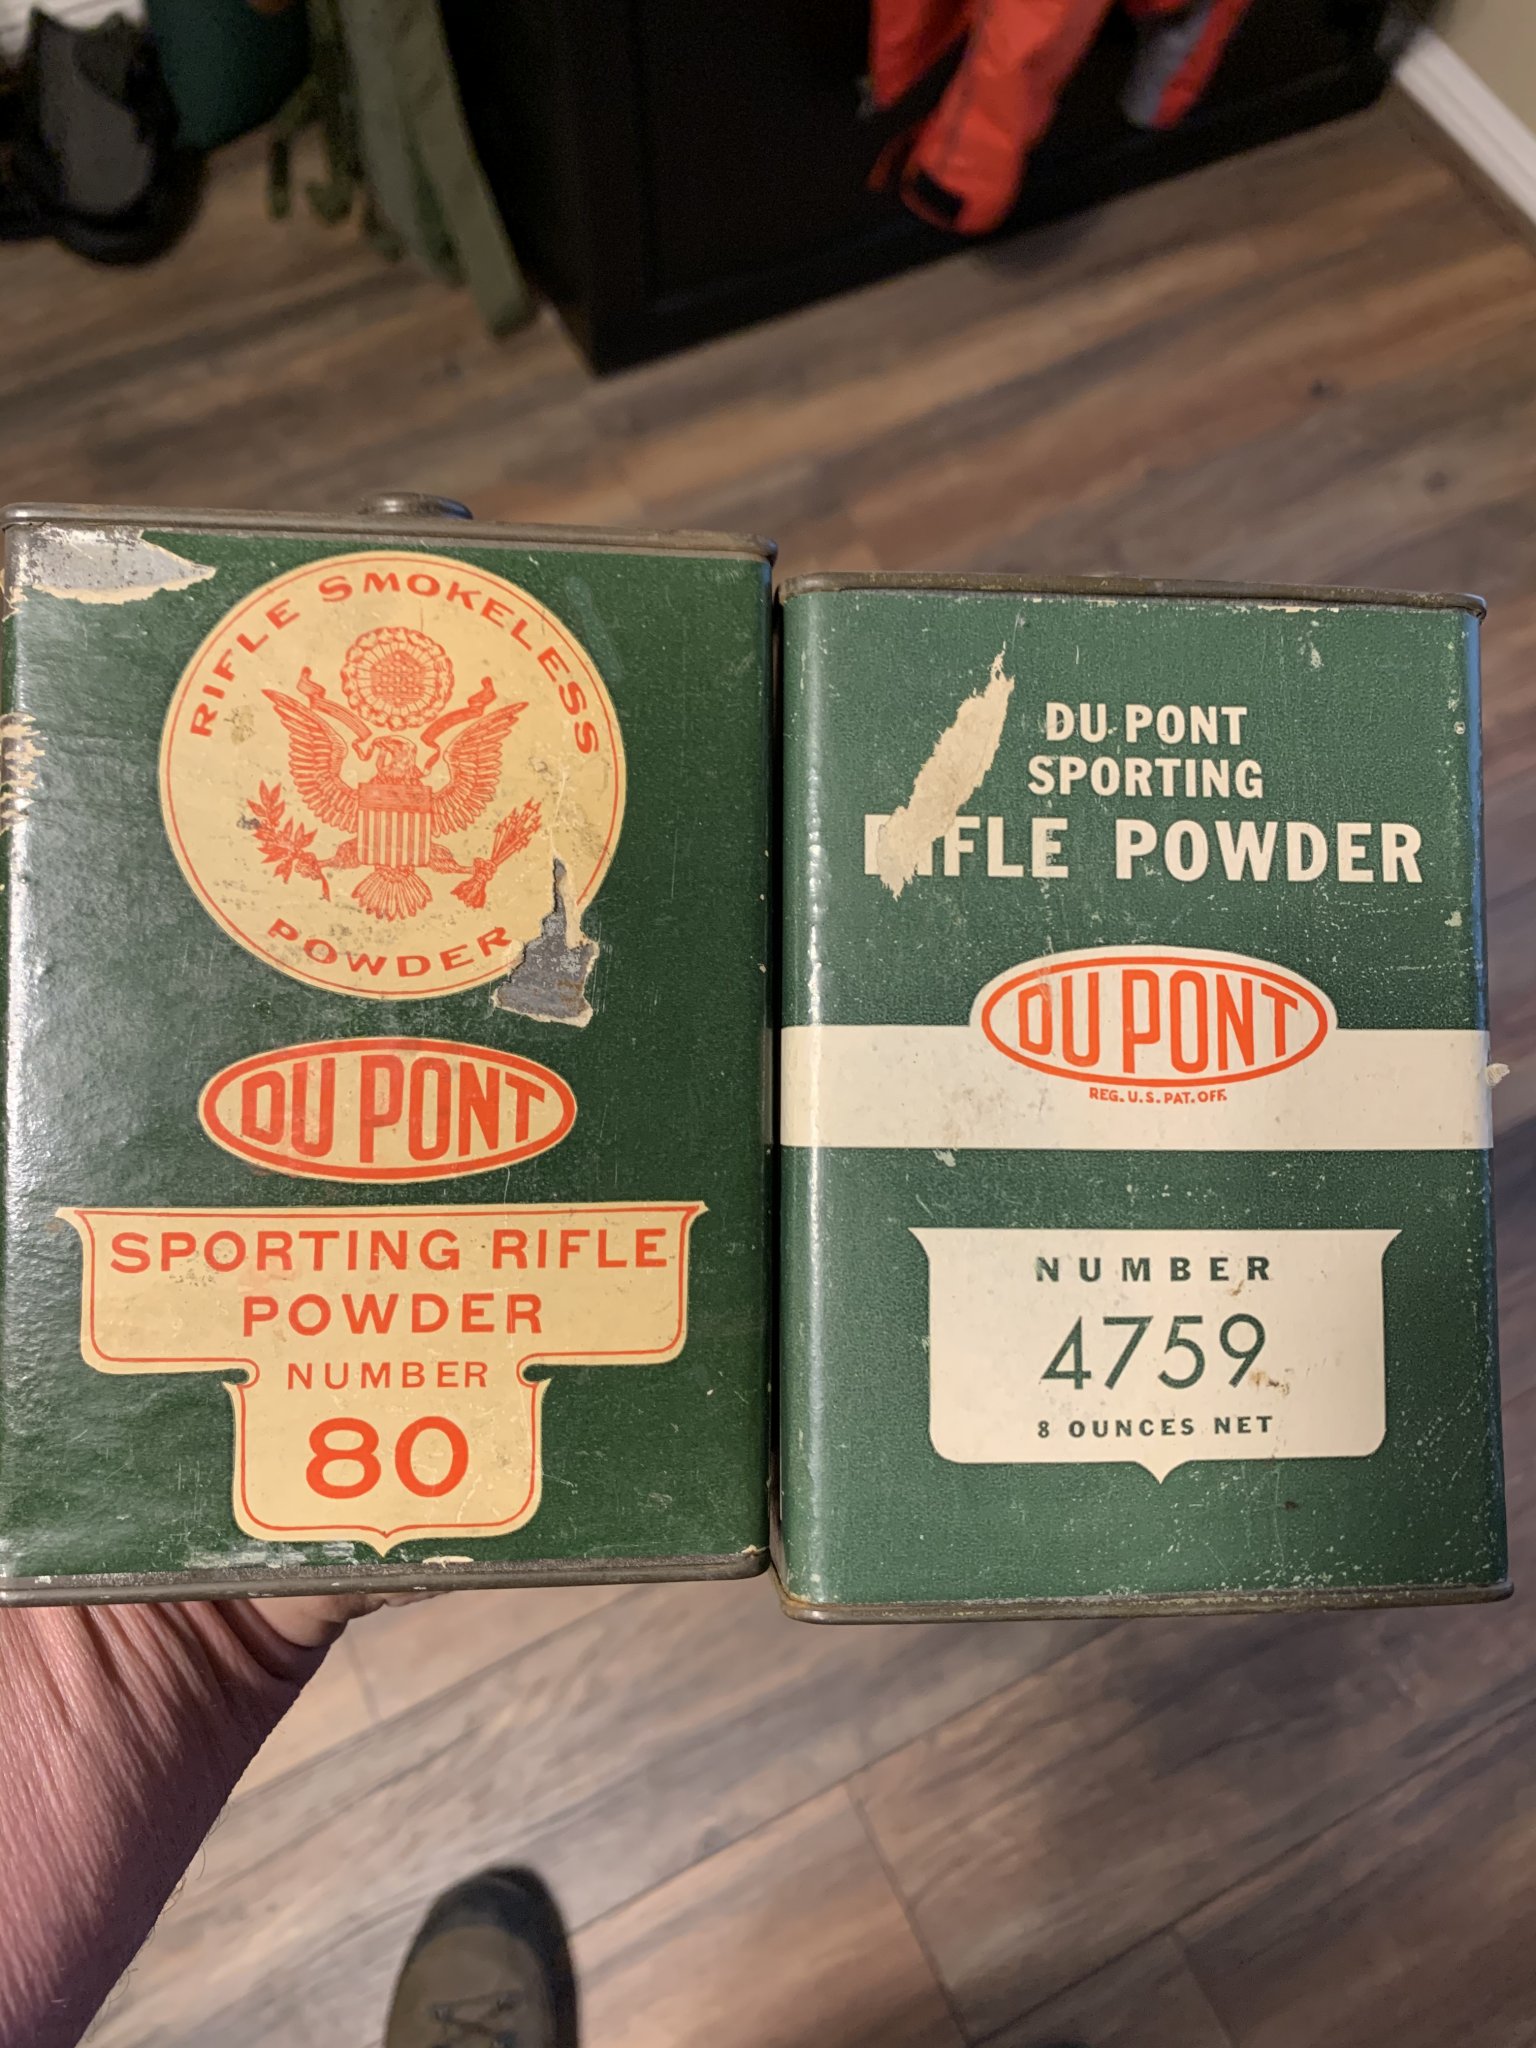 RIFLE SMOKELESS
POWDER
DU PONT
SPORTING RIFLE
POWDER
NUMBER
80
DU PONT
SPORTING
RIFLE POWDER
DU PONT
REG. U.S. PAT. OFF.
NUMBER
4759
8 OUNCES NET